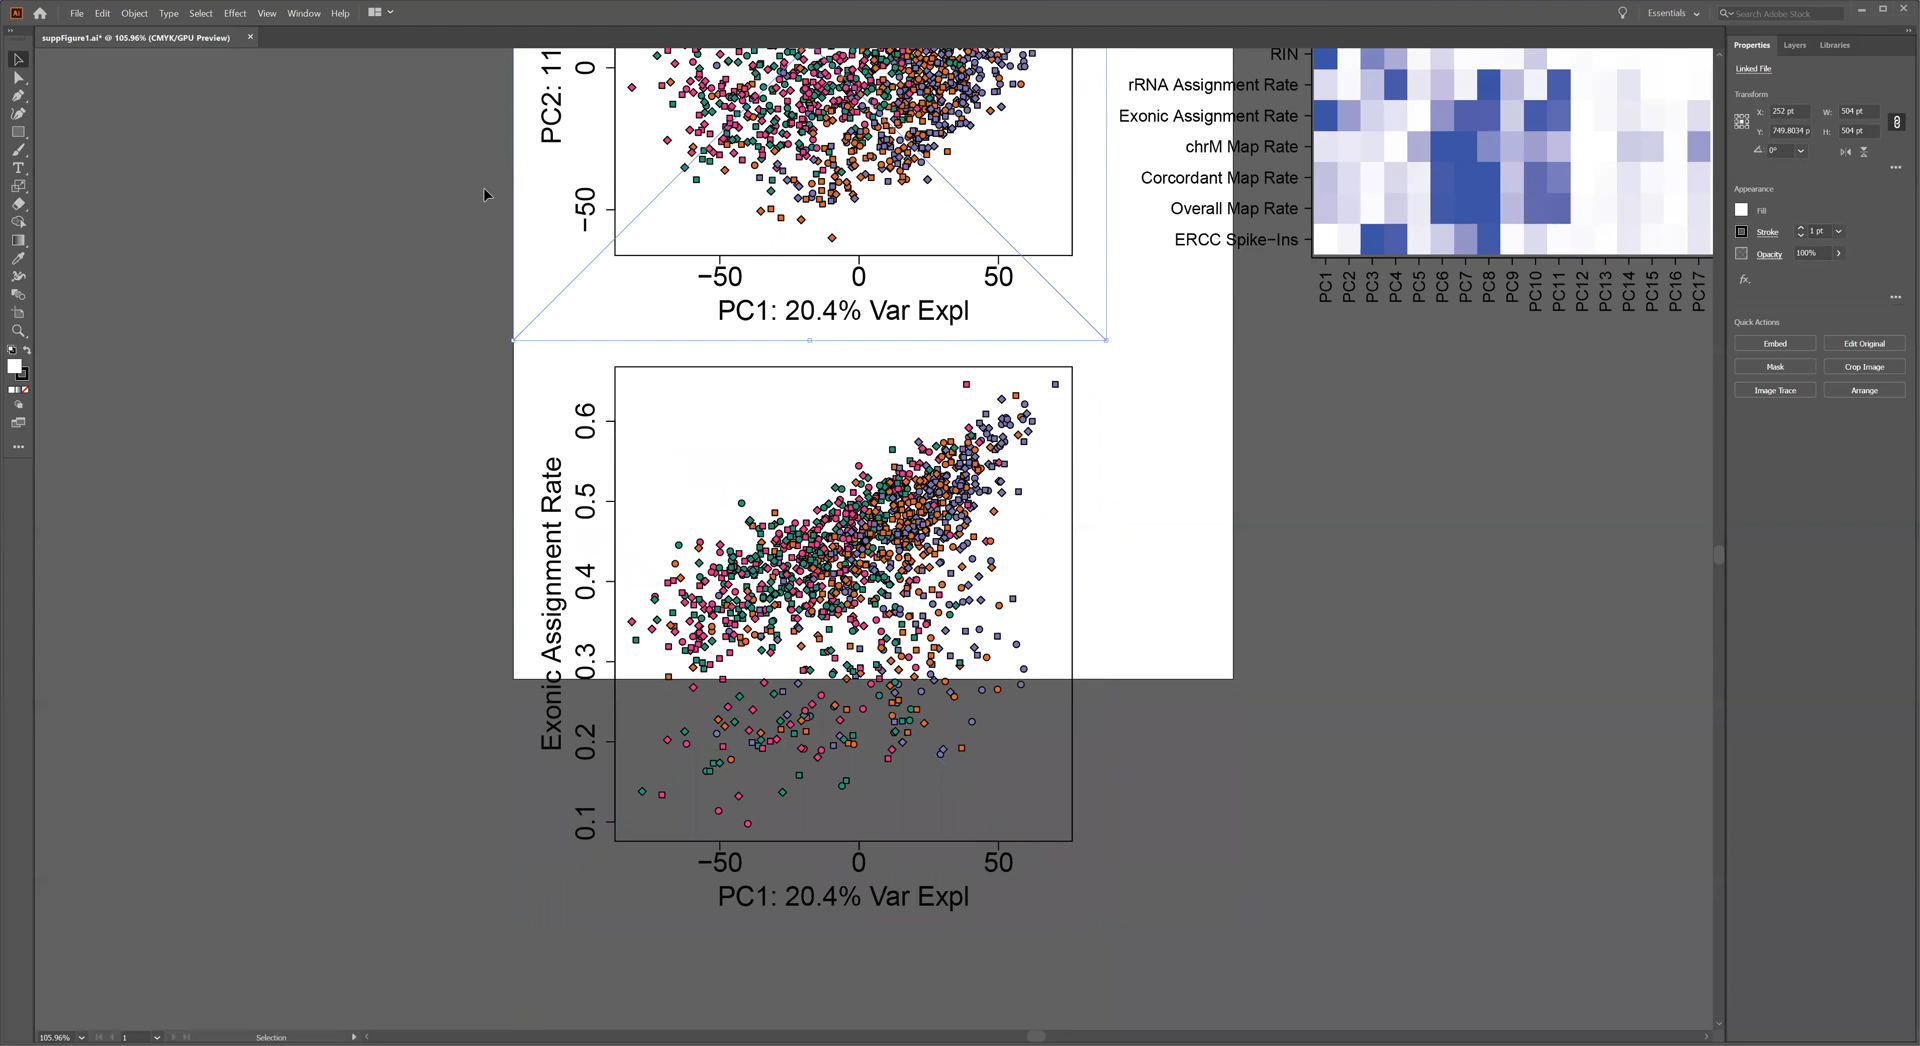 Ai
File Edit Object Type Select Effect View Window Help
Essentials
Search Adobe Stock
suppFigure1.ai* @ 105.96% (CMYK/GPU Preview) ×
PC2: 11
0
−50
−50 0 50
PC1: 20.4% Var Expl
RIN
rRNA Assignment Rate
Exonic Assignment Rate
chrM Map Rate
Corcordant Map Rate
Overall Map Rate
ERCC Spike−Ins
PC1 PC2 PC3 PC4 PC5 PC6 PC7 PC8 PC9 PC10 PC11 PC12 PC13 PC14 PC15 PC16 PC17
Exonic Assignment Rate
0.6
0.5
0.4
0.3
0.2
0.1
−50 0 50
PC1: 20.4% Var Expl
Properties Layers Libraries
Linked File
Transform
X: 252 pt W: 504 pt
Y: 749.8034 p H: 504 pt
0°
Appearance
Fill
Stroke 1 pt
Opacity 100%
fx.
Quick Actions
Embed Edit Original
Mask Crop Image
Image Trace Arrange
105.96% 1 Selection